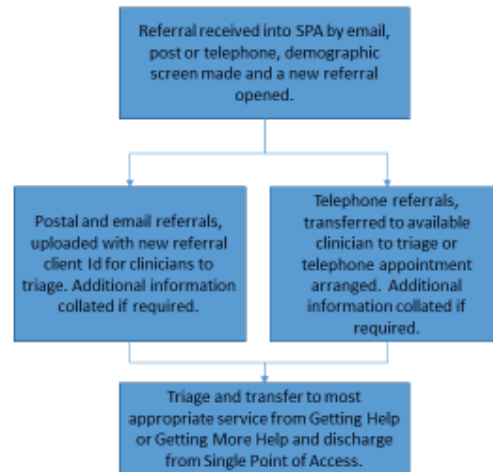 Referral received into SPA by email,
post or telephone, demographic
screen made and a new referral
opened.
Postal and email referrals,
uploaded with new referral
client Id for clinicians to
triage. Additional information
collated if required.
Telephone referrals,
transferred to available
clinician to triage or
telephone appointment
arranged. Additional
information collated if
required.
Triage and transfer to most
appropriate service from Getting Help
or Getting More Help and discharge
from Single Point of Access.